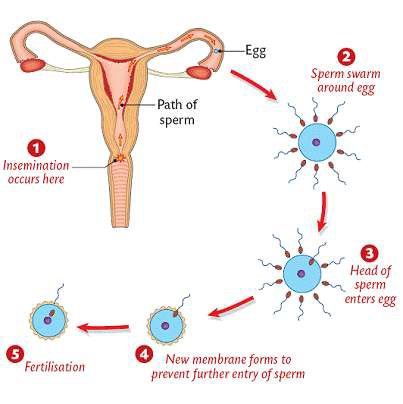 Egg
Path of
sperm
1
Insemination
occurs here
2
Sperm swarm
around egg
3
Head of
sperm
enters egg
4
New membrane forms to
prevent further entry of sperm
5
Fertilisation